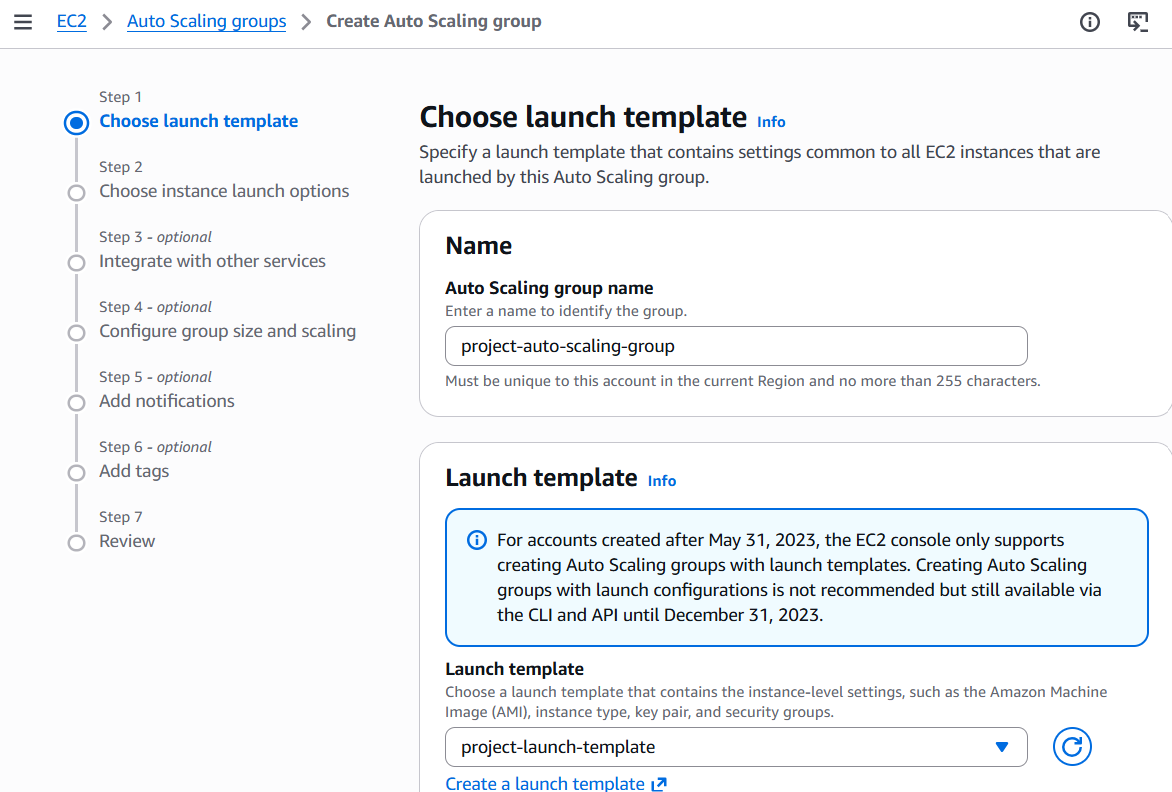 EC2 > Auto Scaling groups > Create Auto Scaling group
Step 1
Choose launch template
Step 2
Choose instance launch options
Step 3 - optional
Integrate with other services
Step 4 - optional
Configure group size and scaling
Step 5 - optional
Add notifications
Step 6 - optional
Add tags
Step 7
Review
Choose launch template Info
Specify a launch template that contains settings common to all EC2 instances that are
launched by this Auto Scaling group.
Name
Auto Scaling group name
Enter a name to identify the group.
project-auto-scaling-group
Must be unique to this account in the current Region and no more than 255 characters.
Launch template Info
For accounts created after May 31, 2023, the EC2 console only supports
creating Auto Scaling groups with launch templates. Creating Auto Scaling
groups with launch configurations is not recommended but still available via
the CLI and API until December 31, 2023.
Launch template
Choose a launch template that contains the instance-level settings, such as the Amazon Machine
Image (AMI), instance type, key pair, and security groups.
project-launch-template
Create a launch template